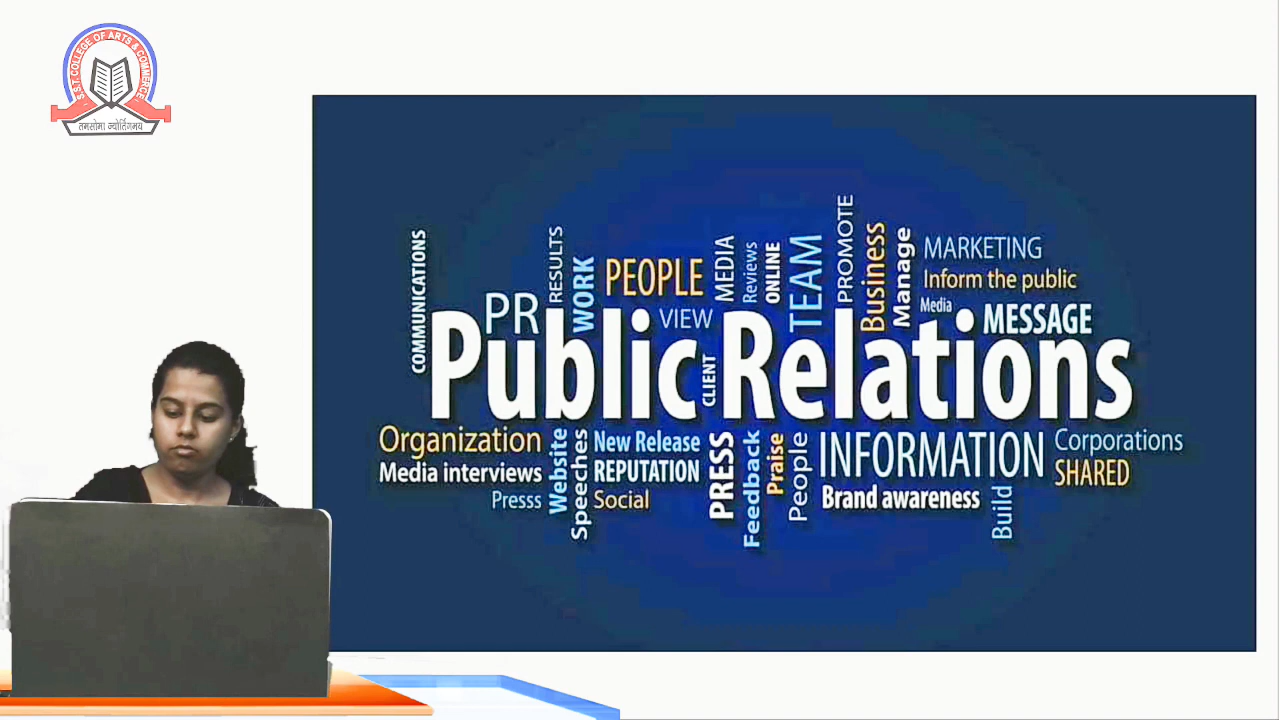 S.S.T. COLLEGE OF ARTS & COMMERCE
तमसोमा ज्योर्तिगमय
COMMUNICATIONS
PR
RESULTS
WORK
PEOPLE
VIEW
MEDIA
Reviews
ONLINE
TEAM
PROMOTE
Business
Manage
MARKETING
Inform the public
Media
MESSAGE
Public
CLIENT
Relations
Organization
Media interviews
Presss
Website
Speeches
New Release
REPUTATION
Social
PRESS
Feedback
Praise
People
INFORMATION
Brand awareness
Corporations
SHARED
Build